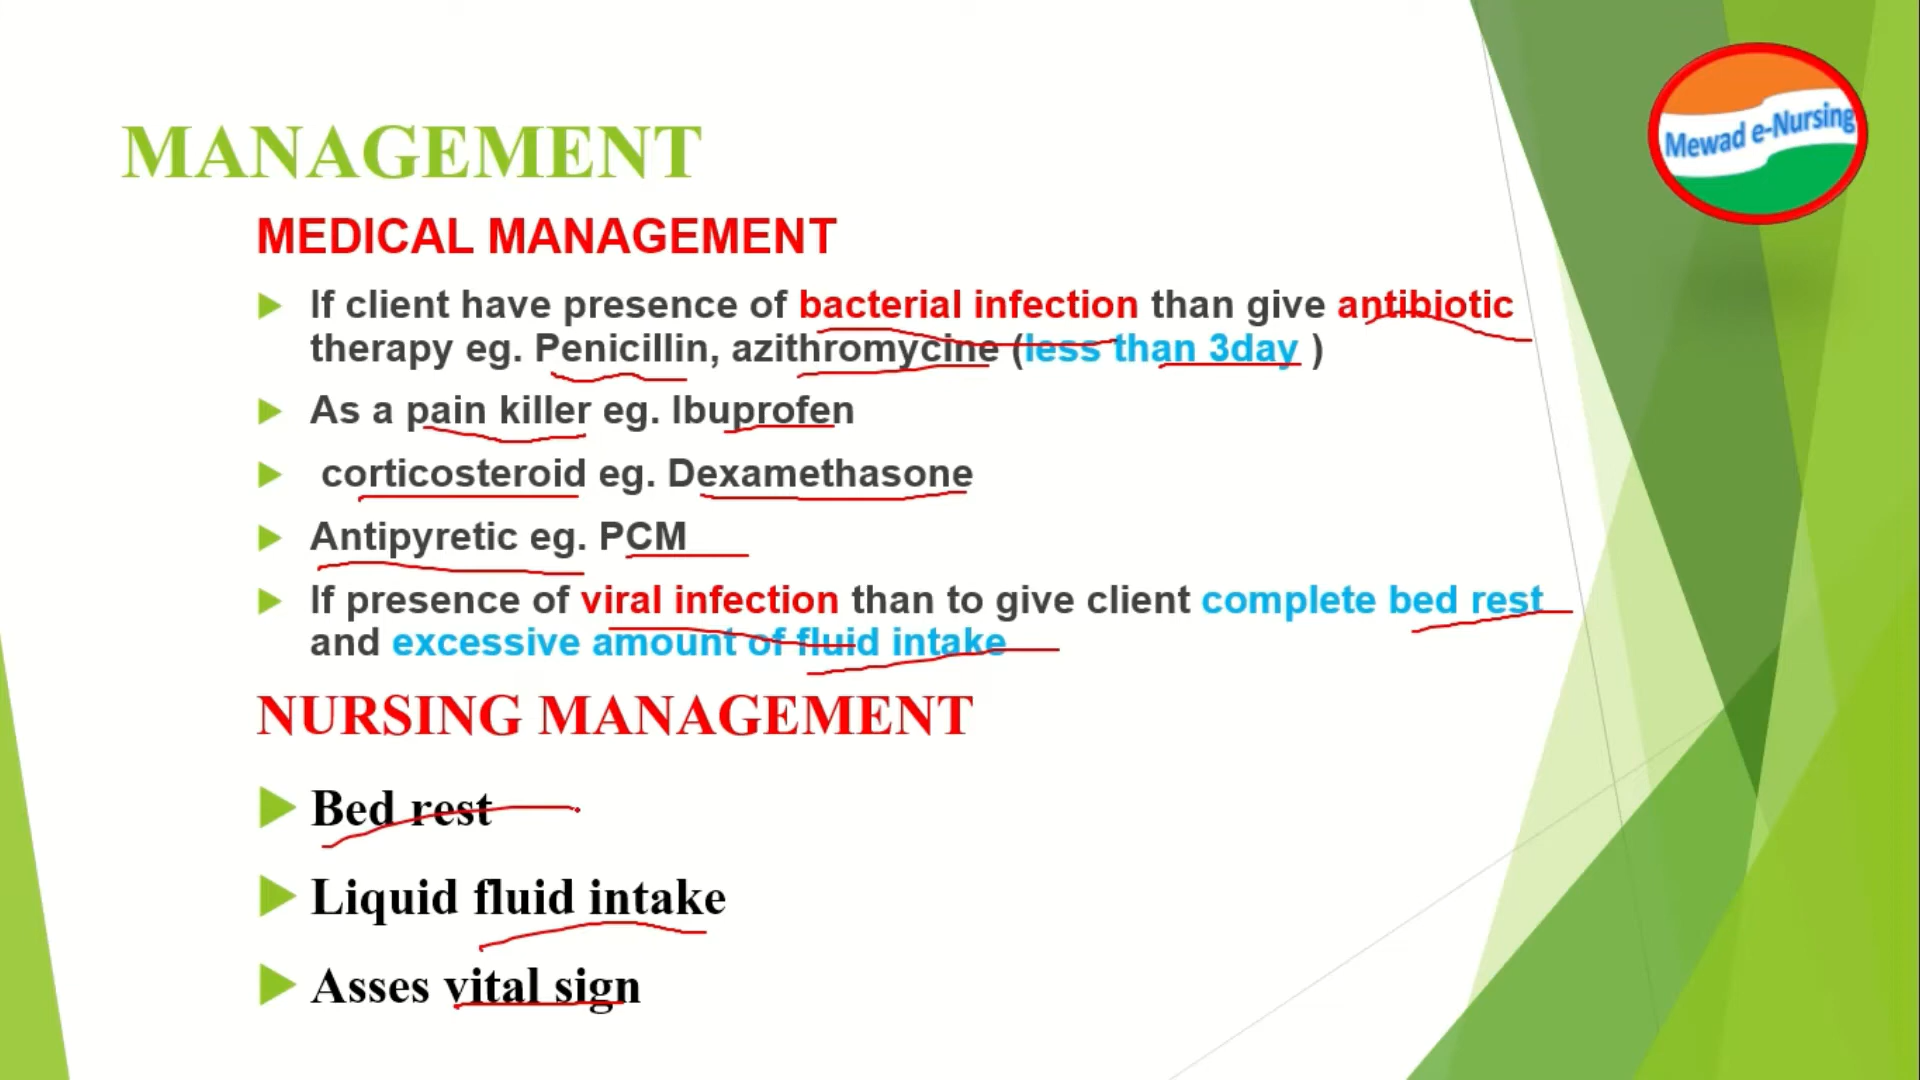 Mewad e-Nursing
MANAGEMENT
MEDICAL MANAGEMENT
If client have presence of bacterial infection than give antibiotic
therapy eg. Penicillin, azithromycine (less than 3day )
As a pain killer eg. Ibuprofen
corticosteroid eg. Dexamethasone
Antipyretic eg. PCM
If presence of viral infection than to give client complete bed rest
and excessive amount of fluid intake
NURSING MANAGEMENT
Bed rest
Liquid fluid intake
Asses vital sign